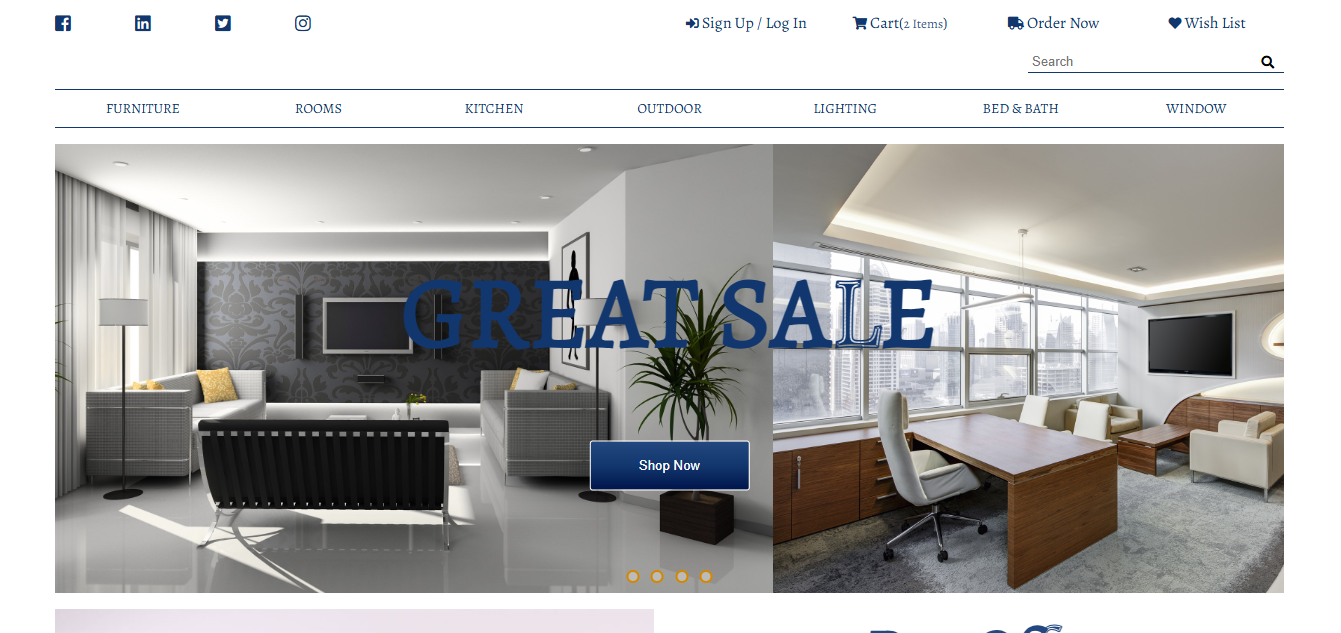 Sign Up / Log In Cart(2 Items) Order Now Wish List
Search
FURNITURE ROOMS KITCHEN OUTDOOR LIGHTING BED & BATH WINDOW
GREAT SALE
Shop Now